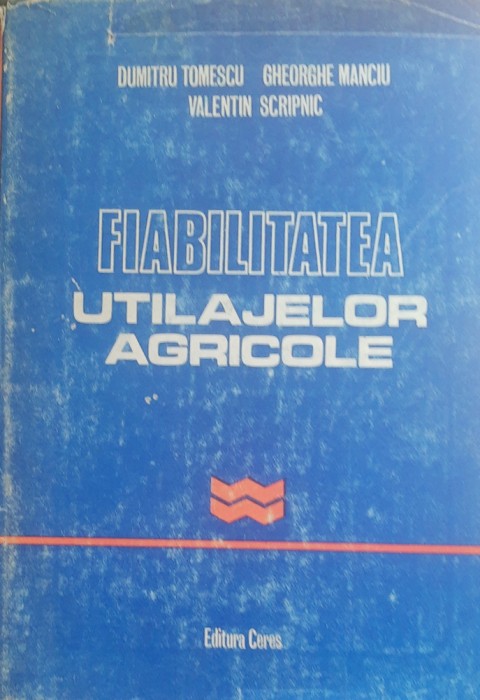 DUMITRU TOMESCU GHEORGHE MANCIU
VALENTIN SCRIPNIC
FIABILITATEA
UTILAJELOR
AGRICOLE
Editura Ceres